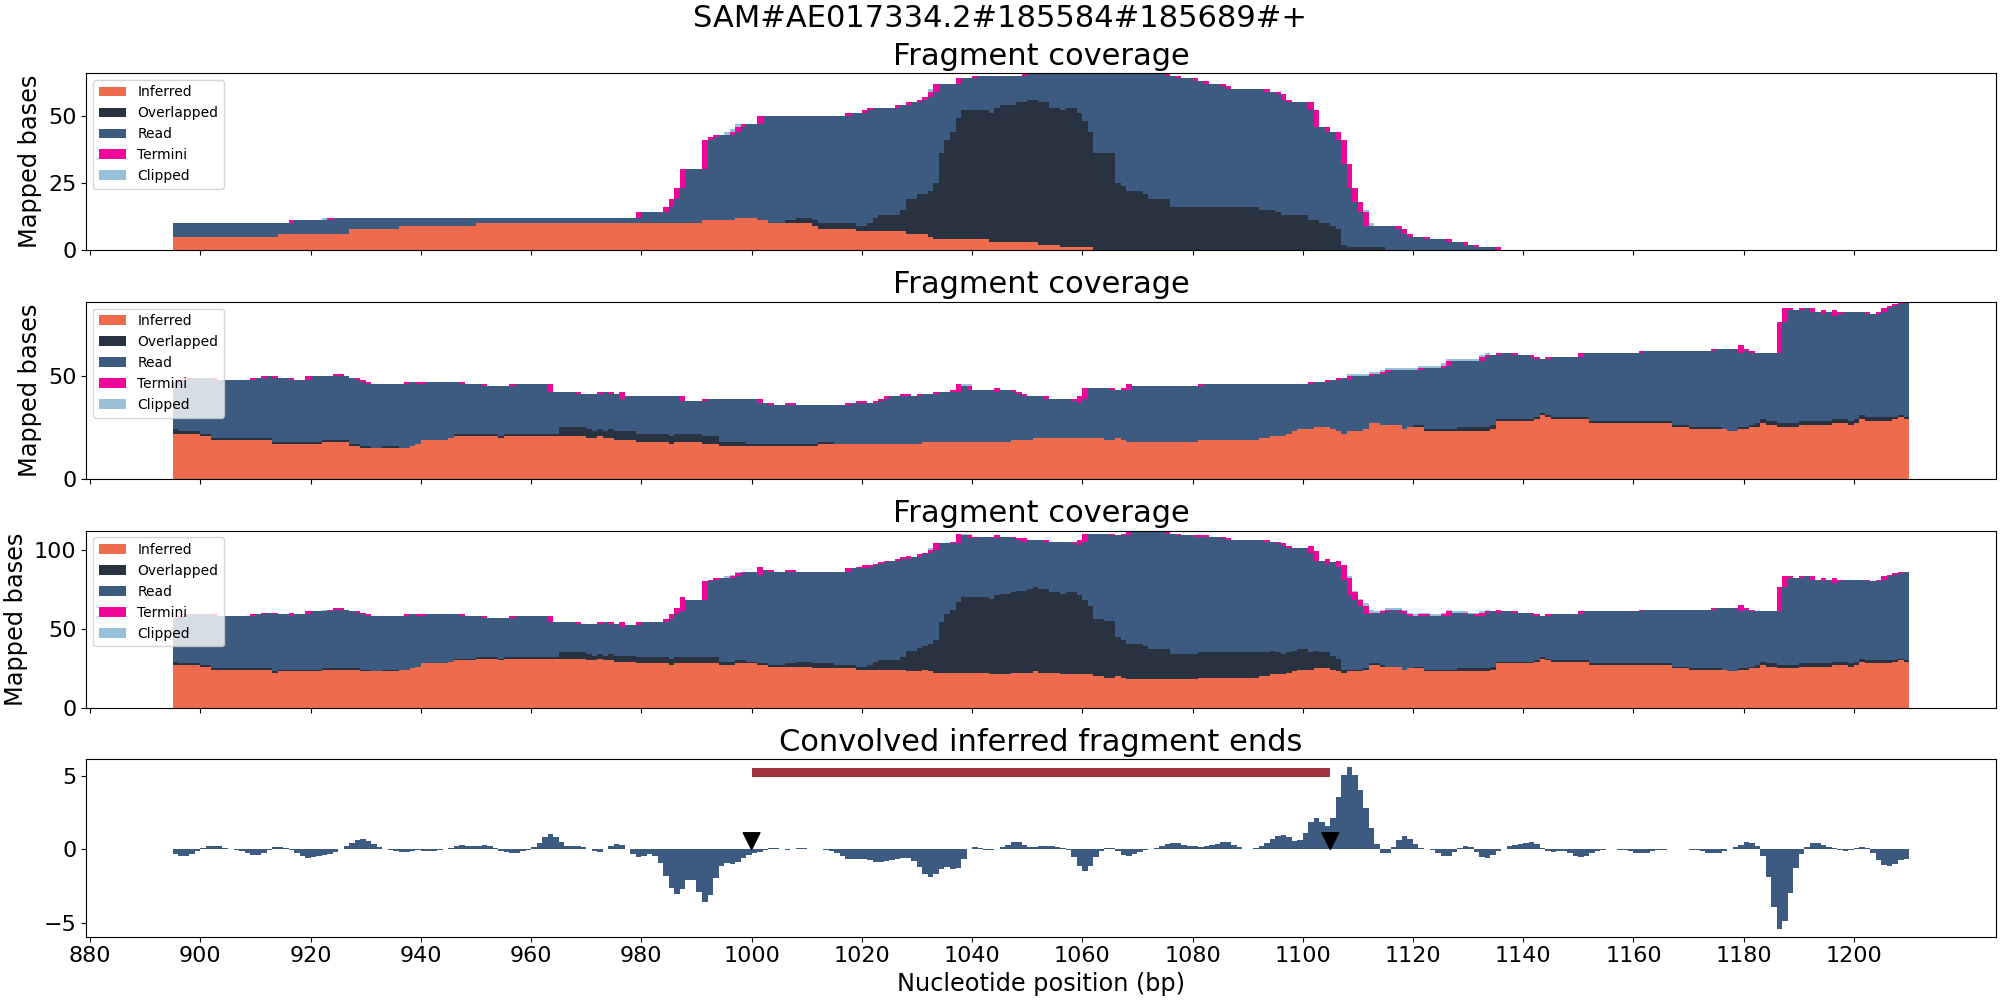 SAM#AE017334.2#185584#185689#+
Fragment coverage
Mapped bases
50
25
0
Inferred
Overlapped
Read
Termini
Clipped
Fragment coverage
Mapped bases
50
0
Inferred
Overlapped
Read
Termini
Clipped
Fragment coverage
Mapped bases
100
50
0
Inferred
Overlapped
Read
Termini
Clipped
Convolved inferred fragment ends
5
0
−5
880 900 920 940 960 980 1000 1020 1040 1060 1080 1100 1120 1140 1160 1180 1200
Nucleotide position (bp)